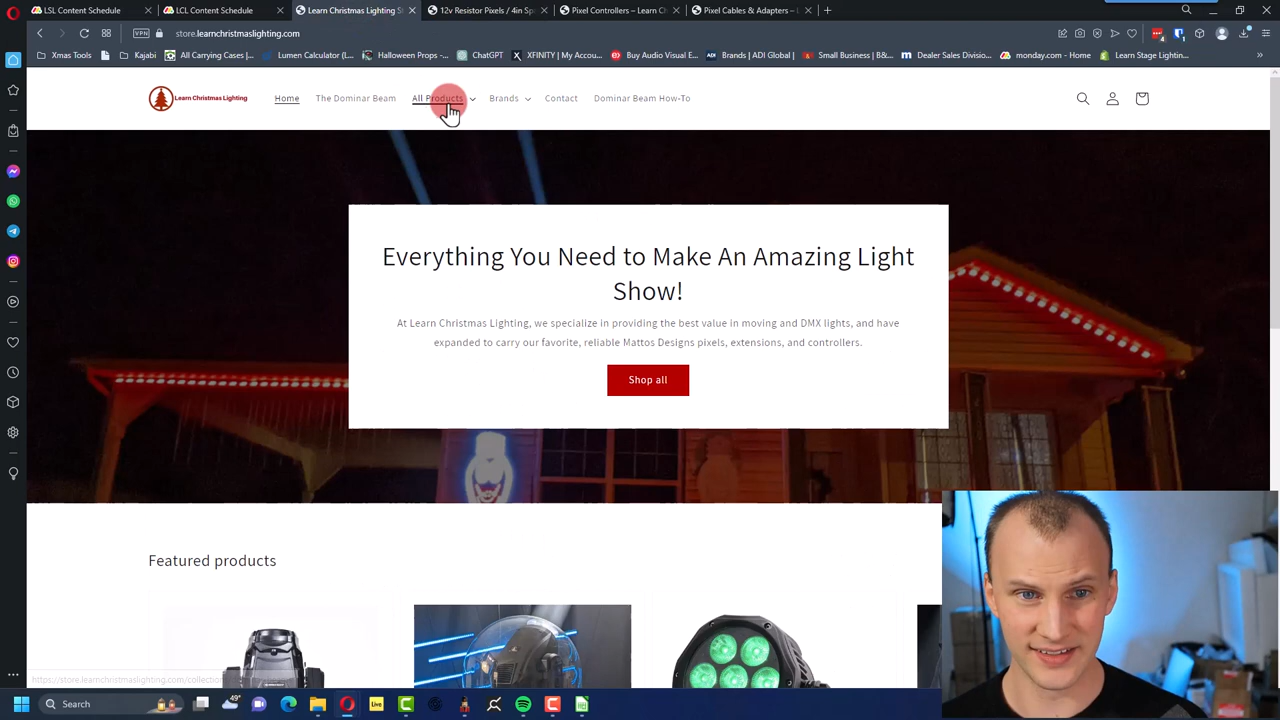 LSL Content Schedule
LCL Content Schedule
Learn Christmas Lighting S
12v Resistor Pixels / 4in Sp
Pixel Controllers – Learn Ch
Pixel Cables & Adapters – L
VPN
store.learnchristmaslighting.com
Xmas Tools
Kajabi
All Carrying Cases |...
Lumen Calculator (L...
Halloween Props -...
ChatGPT
XFINITY | My Accou...
Buy Audio Visual E...
Brands | ADJ Global |
Small Business | B&...
Dealer Sales Divisio...
monday.com - Home
Learn Stage Lightin...
Learn Christmas Lighting
Home
The Dominar Beam
All Products
Brands
Contact
Dominar Beam How-To
Everything You Need to Make An Amazing Light
Show!
At Learn Christmas Lighting, we specialize in providing the best value in moving and DMX lights, and have
expanded to carry our favorite, reliable Mattos Designs pixels, extensions, and controllers.
Shop all
Featured products
https://store.learnchristmaslighting.com/collection
Search
49°
Live